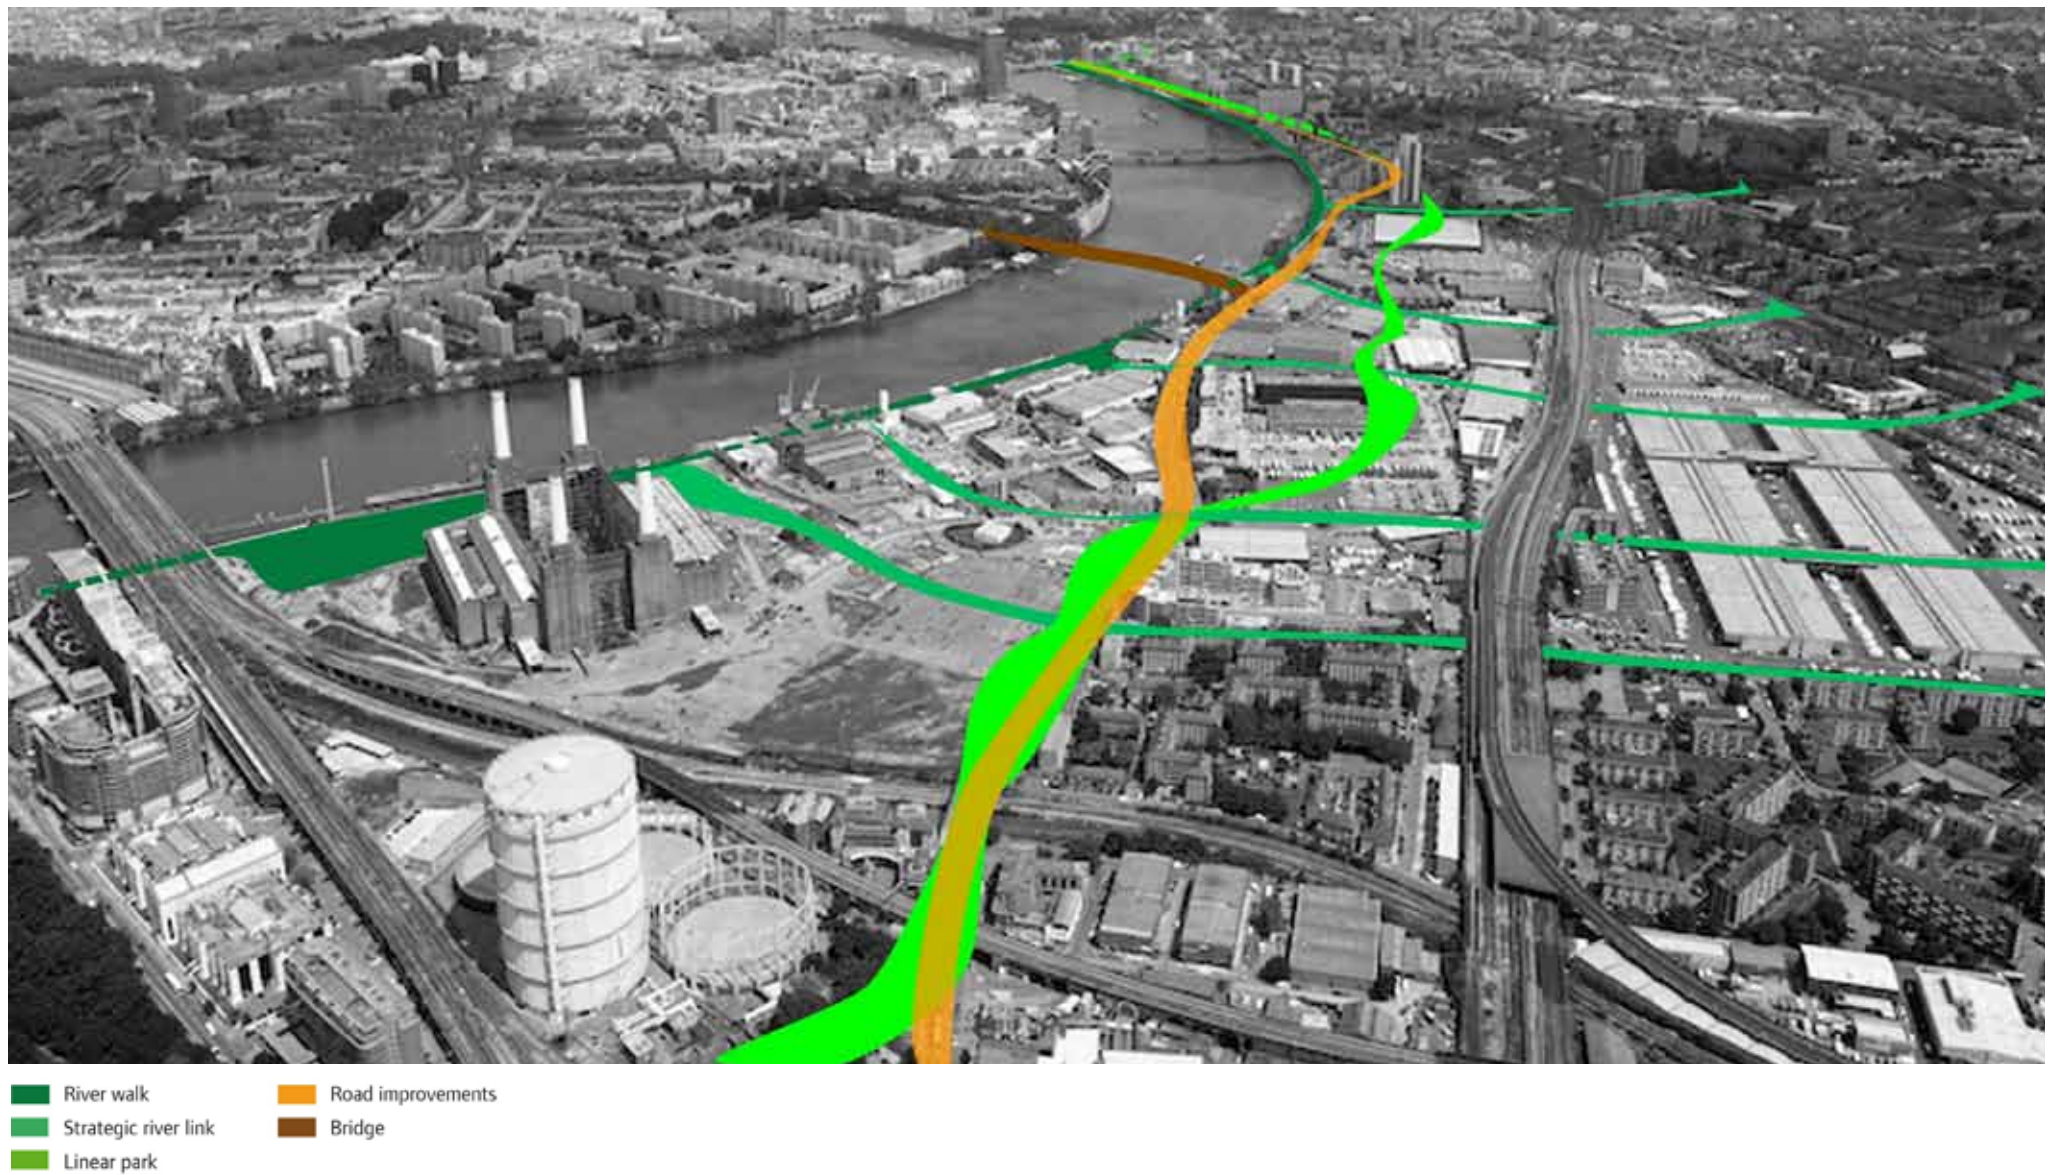 River walk
Strategic river link
Linear park
Road improvements
Bridge